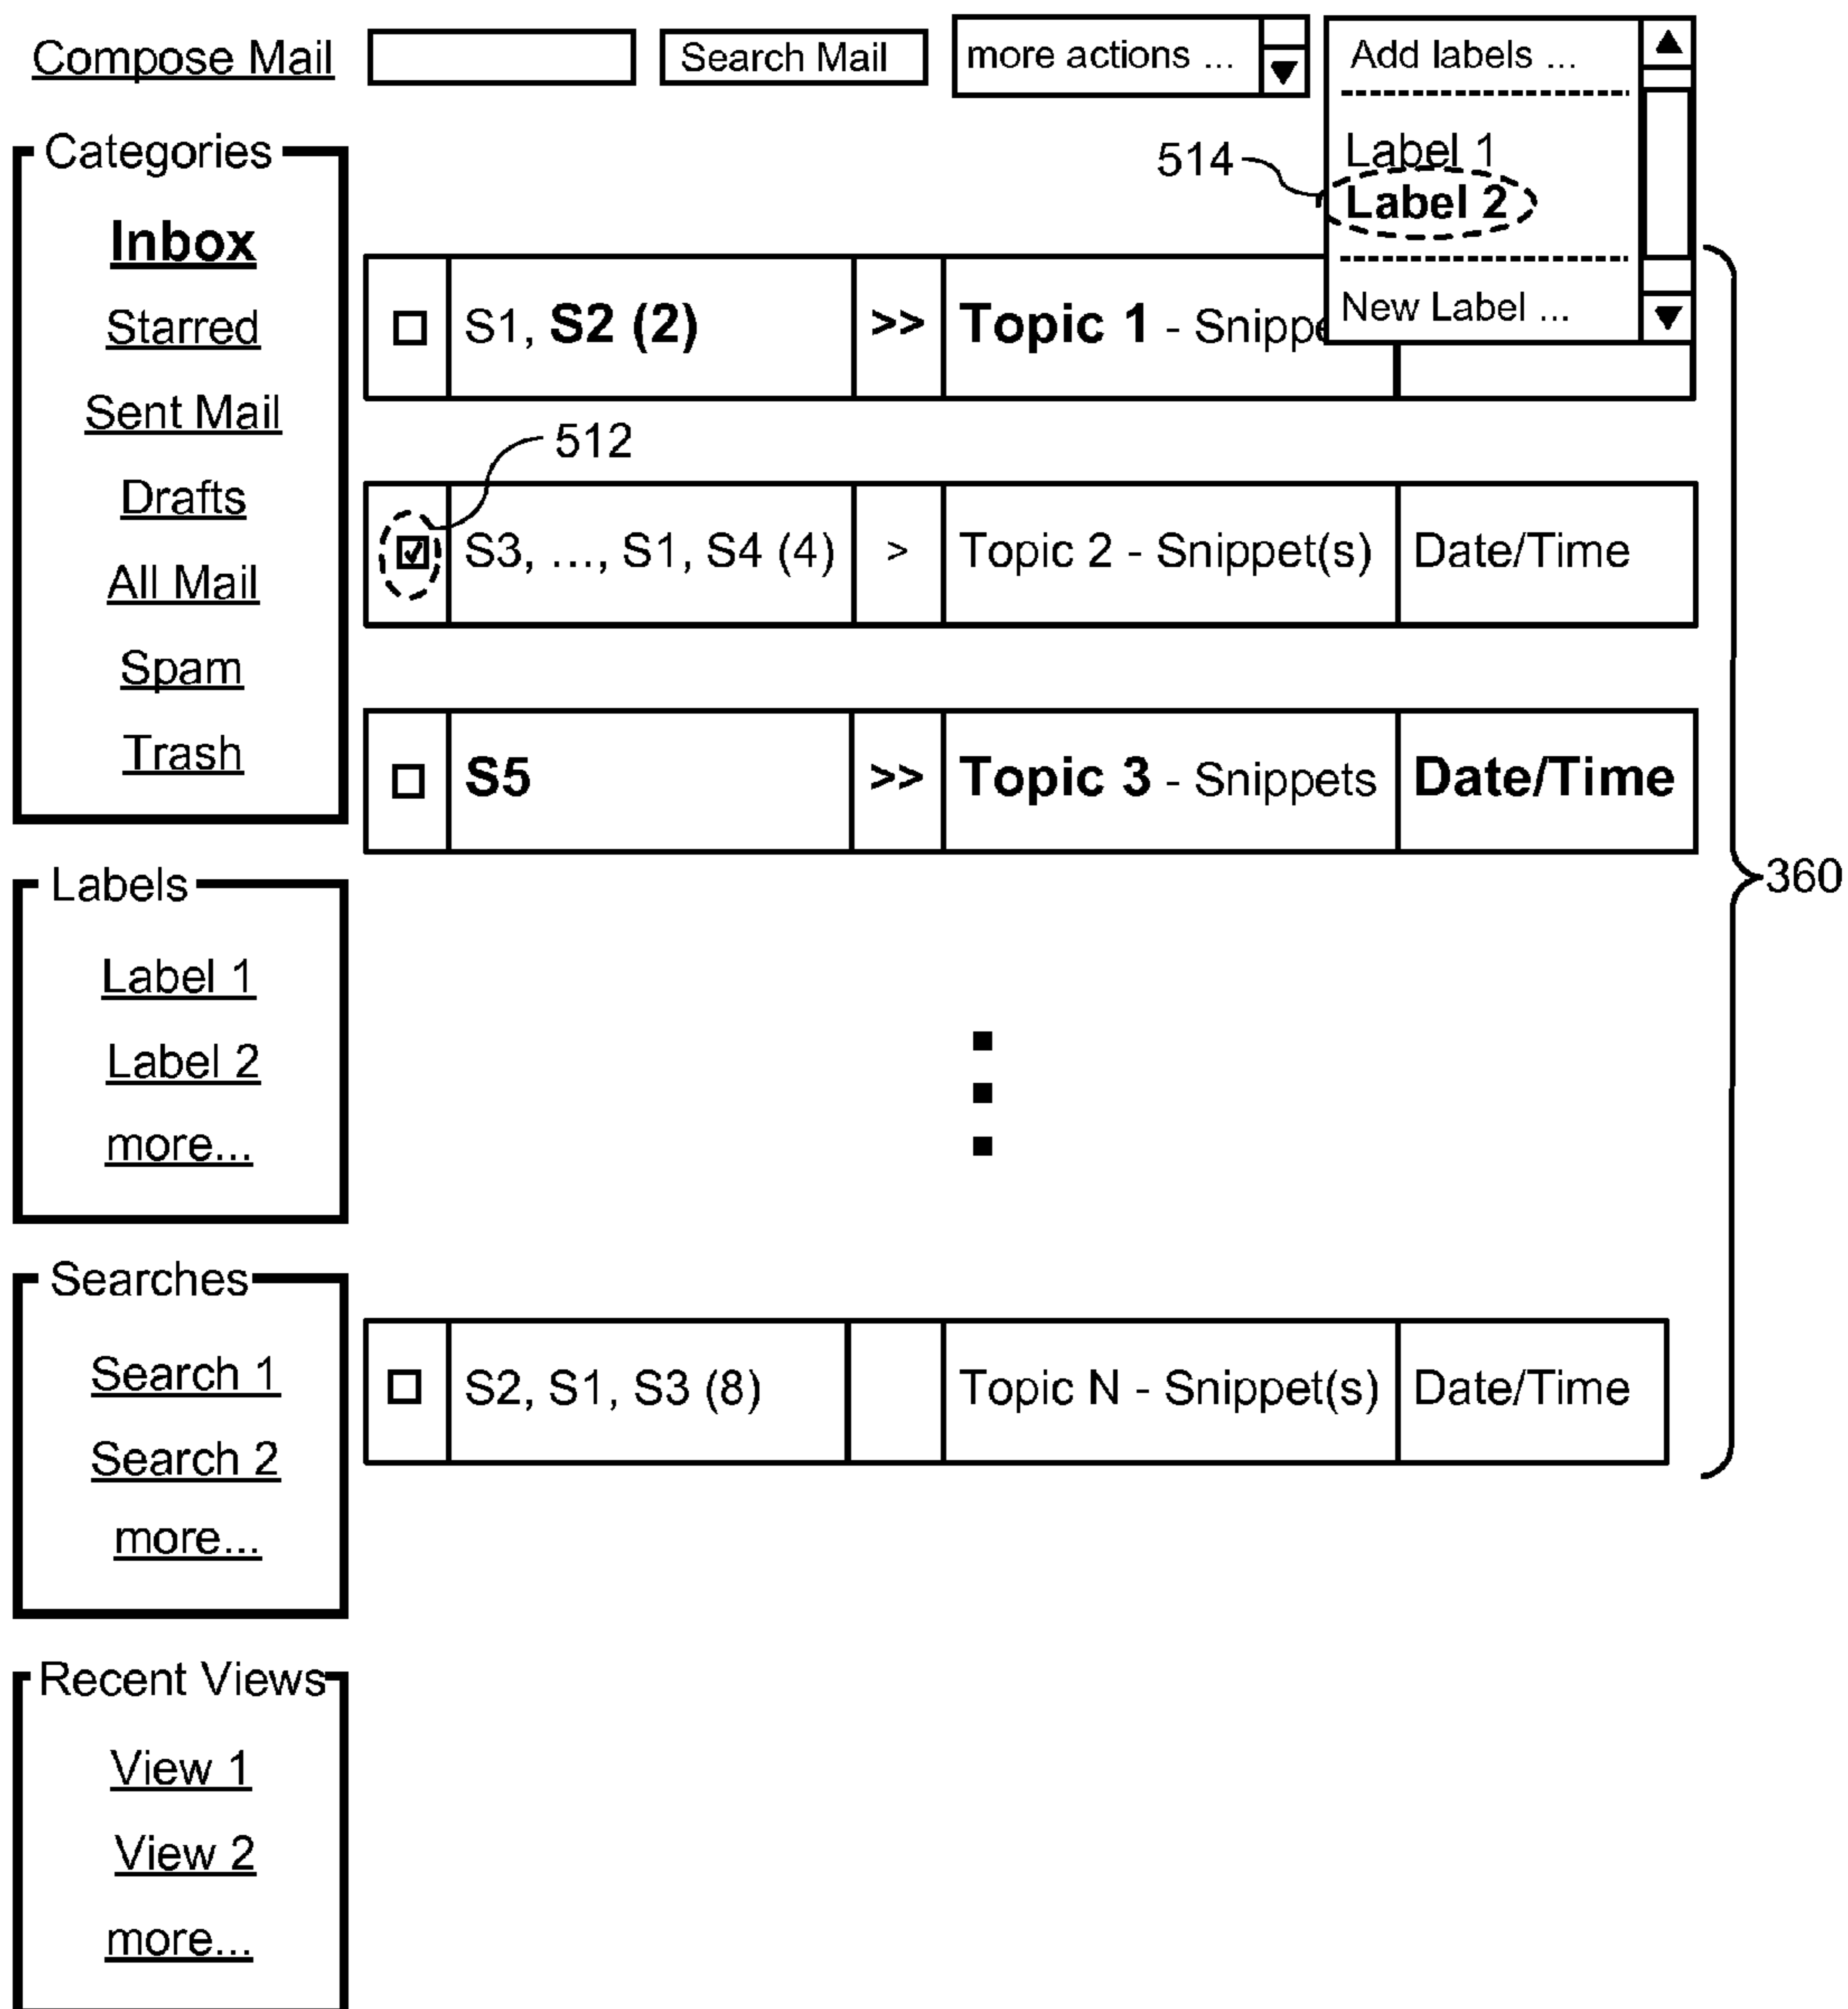 Compose Mail
Search Mail
more actions ...
Add labels ...
Label 1
514
Label 2
New Label ...
Categories
Inbox
Starred
Sent Mail
Drafts
All Mail
Spam
Trash
S1, S2 (2) >> Topic 1 - Snippe
512
S3, ..., S1, S4 (4) > Topic 2 - Snippet(s) Date/Time
S5 >> Topic 3 - Snippets Date/Time
360
Labels
Label 1
Label 2
more...
Searches
Search 1
Search 2
more...
S2, S1, S3 (8) Topic N - Snippet(s) Date/Time
Recent Views
View 1
View 2
more...